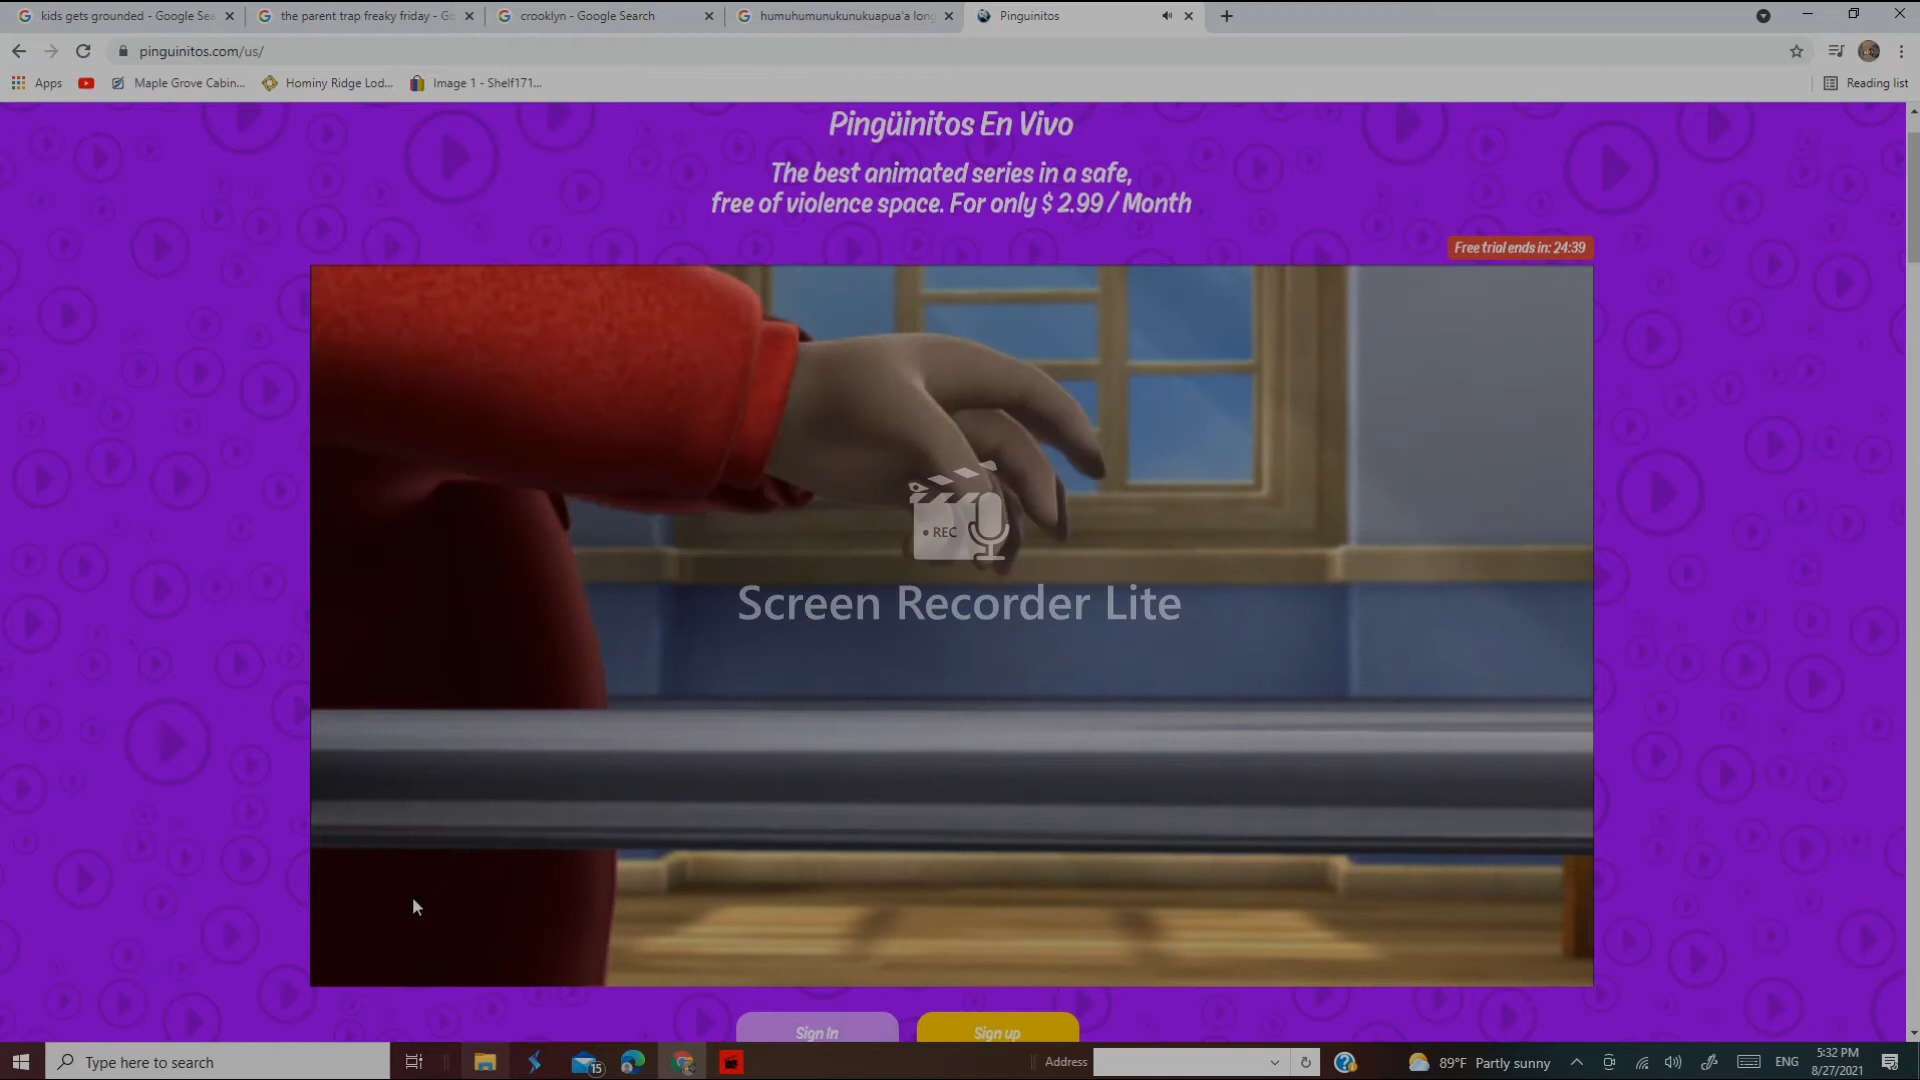 kids gets grounded - Google Sea
the parent trap freaky friday - Go
crooklyn - Google Search
humuhumunukunukuapua'a long
Pinguinitos
pinguinitos.com/us/
Apps
Maple Grove Cabin...
Hominy Ridge Lod...
Image 1 - Shelf171...
Reading list
Pingüinitos En Vivo
The best animated series in a safe,
free of violence space. For only $ 2.99 / Month
Free trial ends in: 24:39
REC
Screen Recorder Lite
Sign In
Sign up
Type here to search
15
Address
89°F Partly sunny
ENG
5:32 PM
8/27/2021